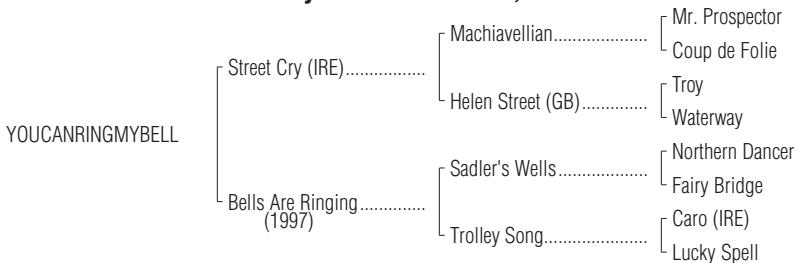 Machiavellian.................... Mr. Prospector
Coup de Folie
Street Cry (IRE).................
Helen Street (GB).............. Troy
Waterway
YOUCANRINGMYBELL
Sadler's Wells................... Northern Dancer
Fairy Bridge
Bells Are Ringing..............
(1997)
Trolley Song...................... Caro (IRE)
Lucky Spell